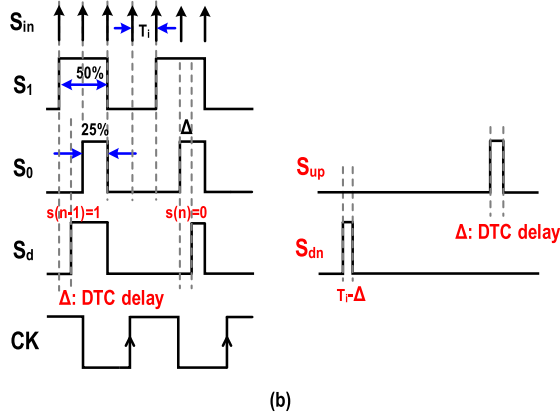 Sin
Ti
S1
50%
25%
Δ
S0
s(n-1)=1
s(n)=0
Sd
Δ: DTC delay
CK
Sup
Δ: DTC delay
Sdn
Ti-Δ
(b)